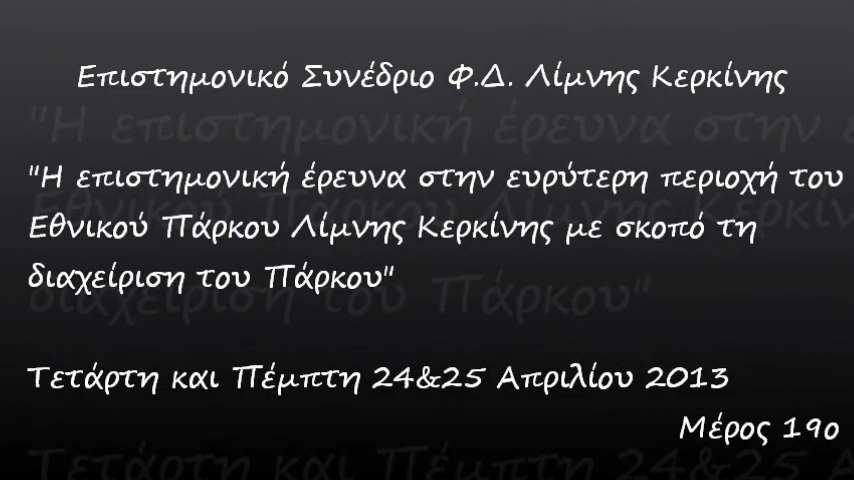 Επιστημονικό Συνέδριο Φ.Δ. Λίμνης Κερκίνης
"Η επιστημονική έρευνα στην ευρύτερη περιοχή του
Εθνικού Πάρκου Λίμνης Κερκίνης με σκοπό τη
διαχείριση του Πάρκου"
Τετάρτη και Πέμπτη 24&25 Απριλίου 2013
Μέρος 19ο